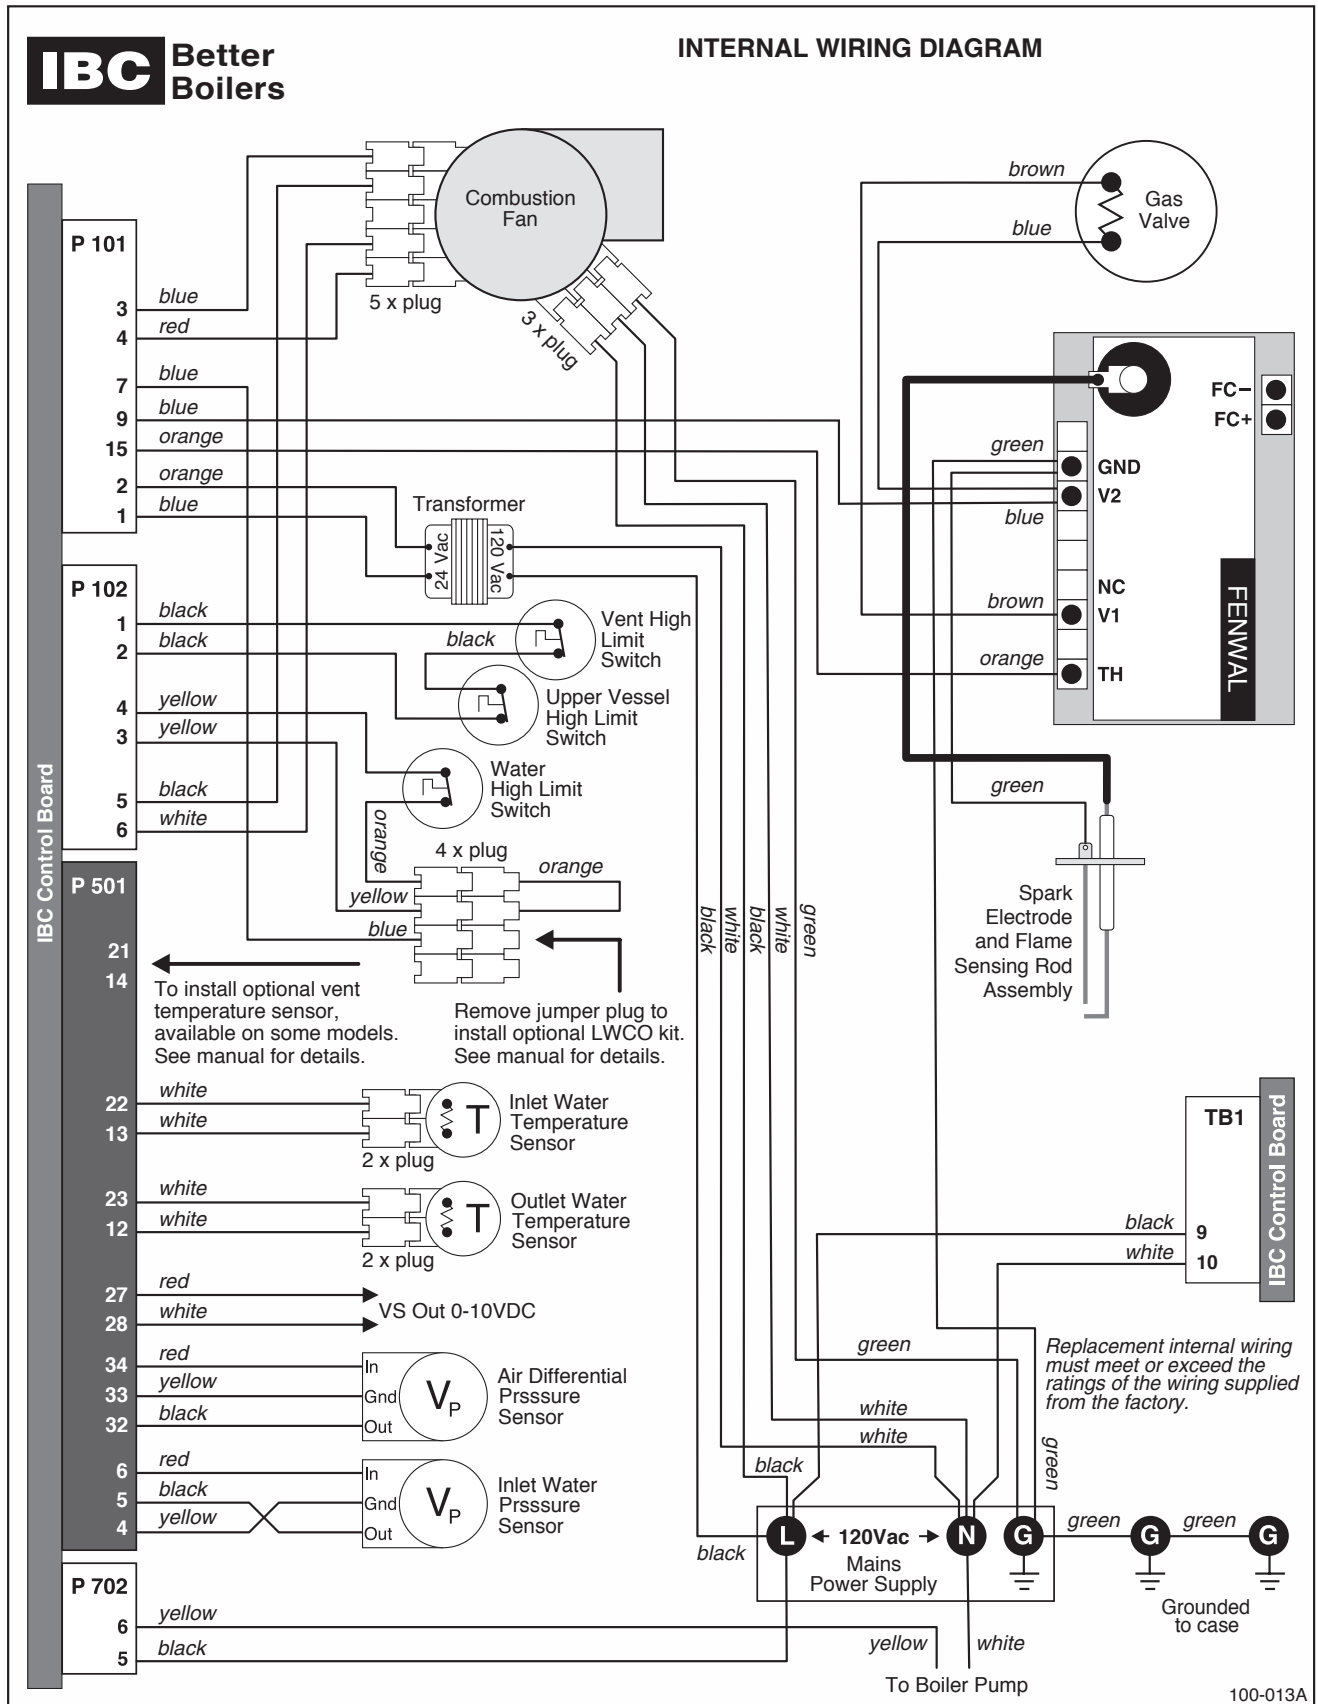 IBC Better
Boilers
INTERNAL WIRING DIAGRAM
IBC Control Board
P 101
3 blue
4 red
7 blue
9 blue
15 orange
2 orange
1 blue
5 x plug
Combustion
Fan
3 x plug
Transformer
24 Vac
120 Vac
brown
blue
Gas
Valve
FC-
FC+
green
GND
V2
blue
NC
brown
V1
orange
TH
FENWAL
green
Spark
Electrode
and Flame
Sensing Rod
Assembly
P 102
1 black
2 black
4 yellow
3 yellow
5 black
6 white
black
Vent High
Limit
Switch
Upper Vessel
High Limit
Switch
Water
High Limit
Switch
orange
4 x plug
orange
yellow
blue
black
white
black
white
green
P 501
21
14
To install optional vent
temperature sensor,
available on some models.
See manual for details.
Remove jumper plug to
install optional LWCO kit.
See manual for details.
22 white
13 white
2 x plug
T
Inlet Water
Temperature
Sensor
23 white
12 white
2 x plug
T
Outlet Water
Temperature
Sensor
27 red
28 white
VS Out 0-10VDC
34 red
33 yellow
32 black
In
Gnd
Out
VP
Air Differential
Prsssure
Sensor
6 red
5 black
4 yellow
In
Gnd
Out
VP
Inlet Water
Prsssure
Sensor
TB1
IBC Control Board
black 9
white 10
Replacement internal wiring
must meet or exceed the
ratings of the wiring supplied
from the factory.
green
white
white
black
green
black
L 120Vac N G green G green G
Mains
Power Supply
Grounded
to case
P 702
6 yellow
5 black
yellow white
To Boiler Pump
100-013A